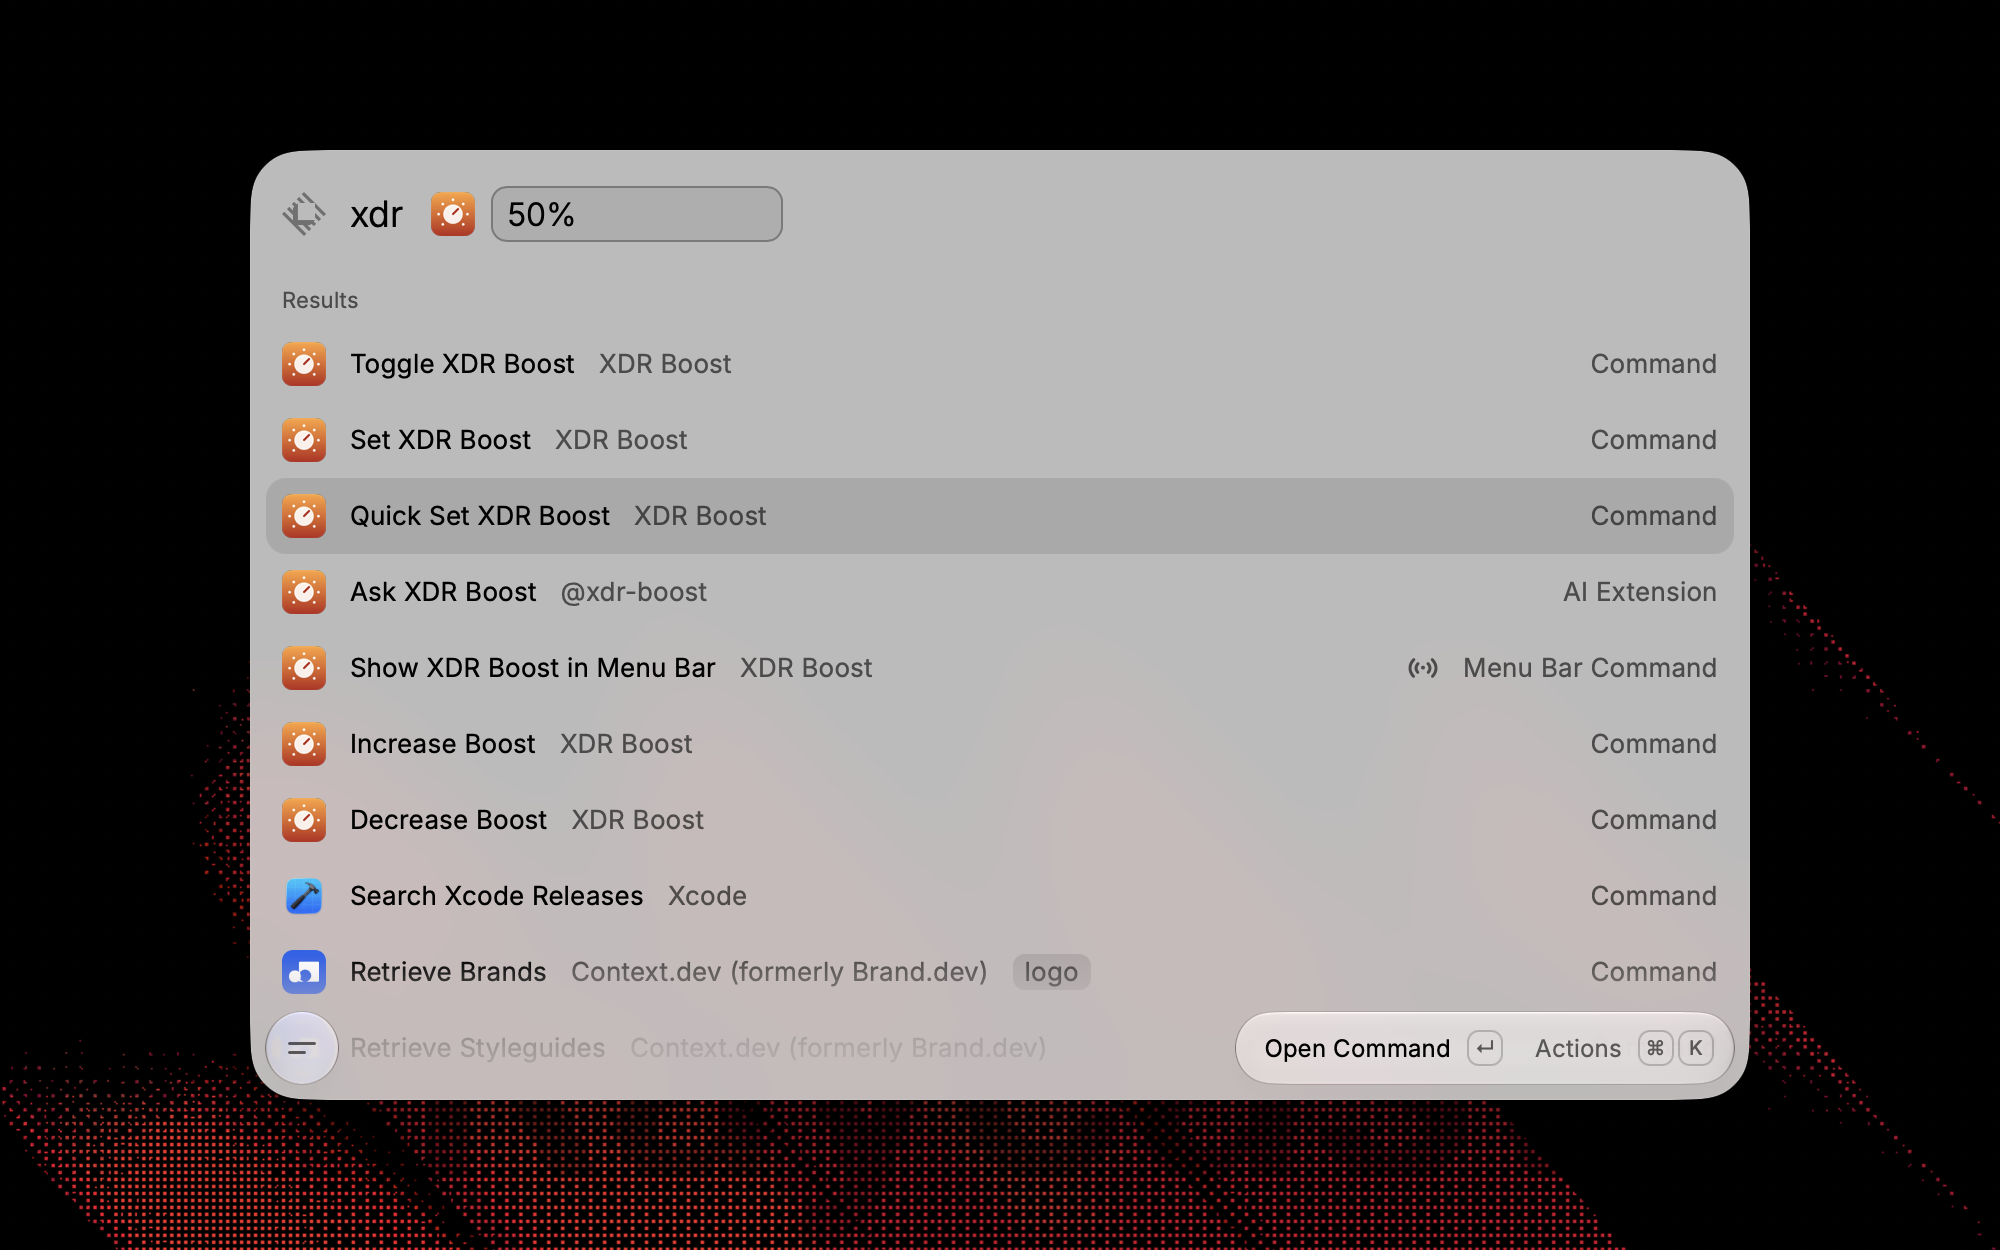 xdr 50%
Results
Toggle XDR Boost XDR Boost Command
Set XDR Boost XDR Boost Command
Quick Set XDR Boost XDR Boost Command
Ask XDR Boost @xdr-boost AI Extension
Show XDR Boost in Menu Bar XDR Boost Menu Bar Command
Increase Boost XDR Boost Command
Decrease Boost XDR Boost Command
Search Xcode Releases Xcode Command
Retrieve Brands Context.dev (formerly Brand.dev) logo Command
Retrieve Styleguides Context.dev (formerly Brand.dev) Open Command ↵ Actions ⌘ K